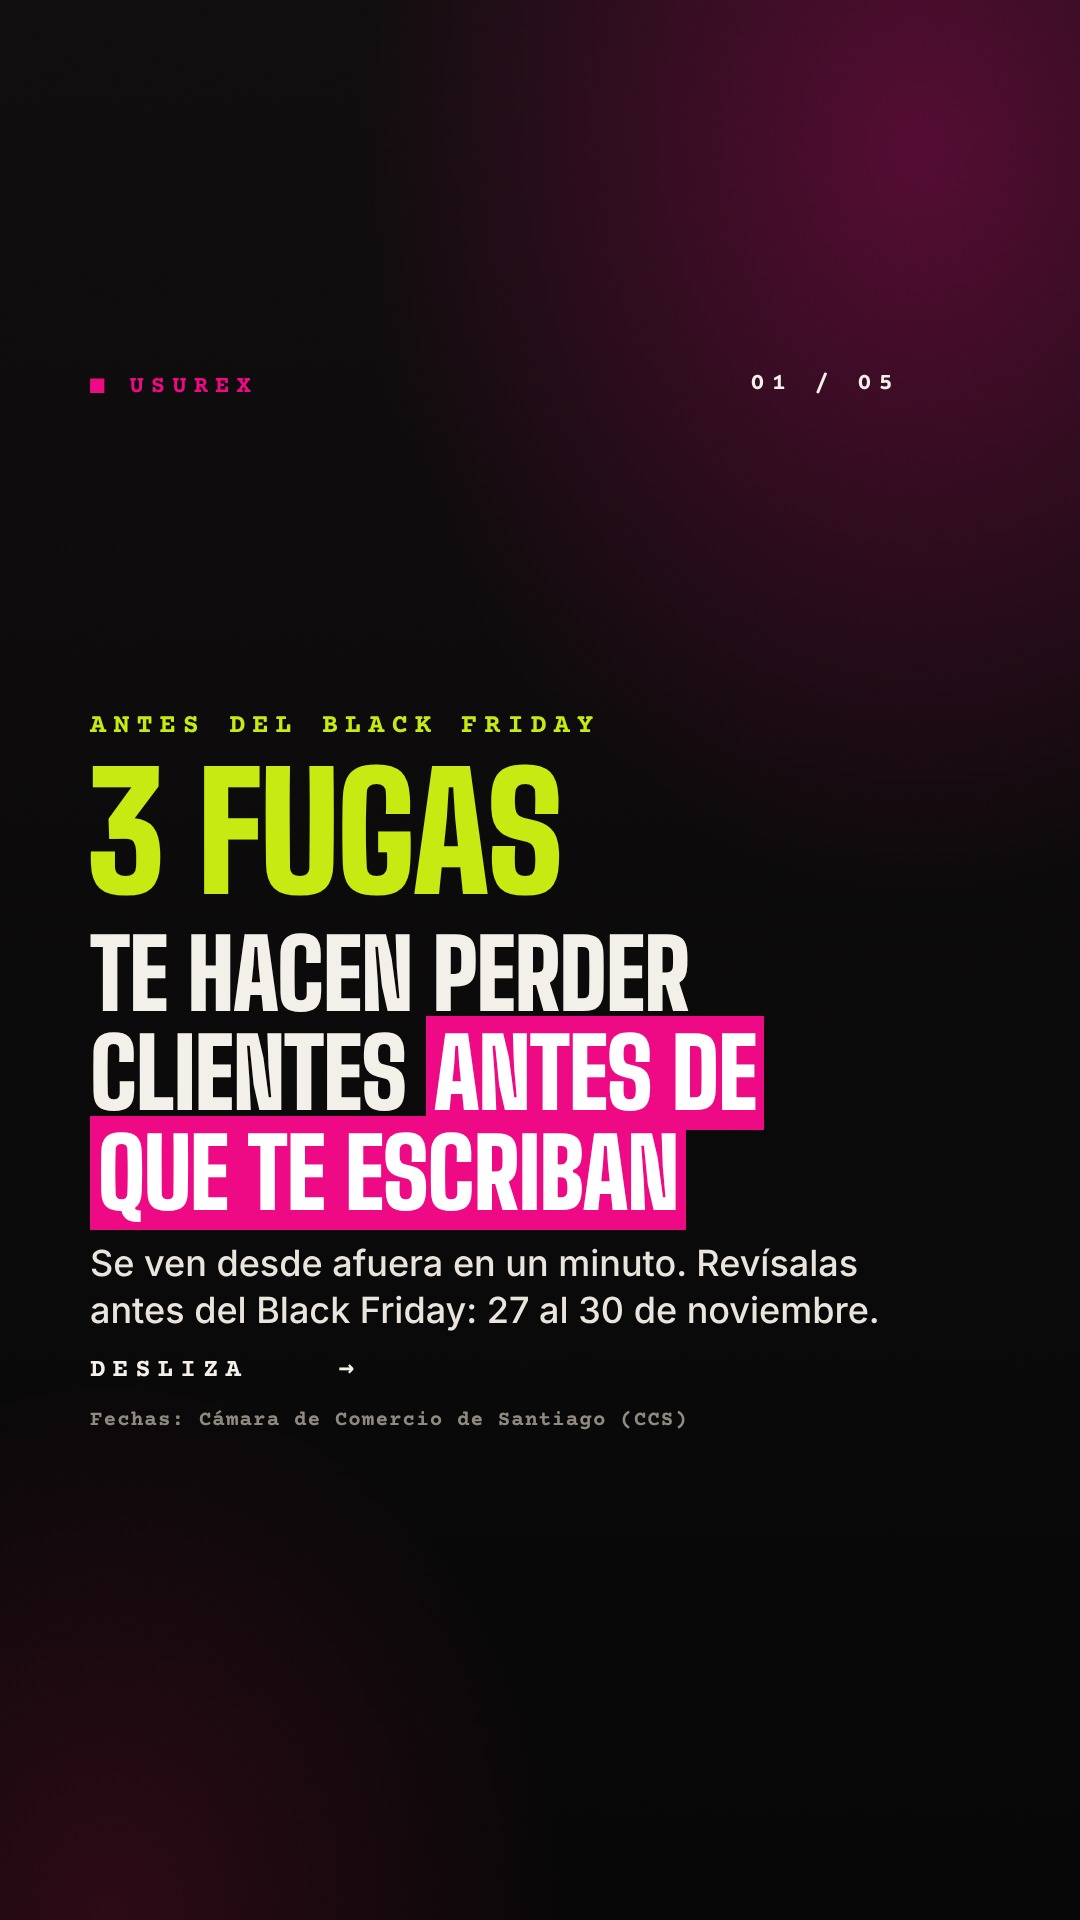 USUREX
01 / 05
ANTES DEL BLACK FRIDAY
3 FUGAS
TE HACEN PERDER
CLIENTES ANTES DE
QUE TE ESCRIBAN
Se ven desde afuera en un minuto. Revísalas
antes del Black Friday: 27 al 30 de noviembre.
DESLIZA →
Fechas: Cámara de Comercio de Santiago (CCS)